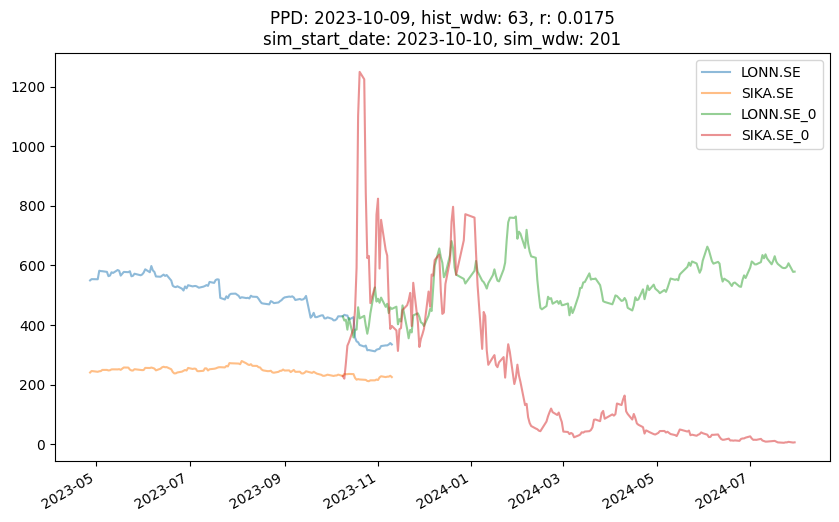 PPD: 2023-10-09, hist_wdw: 63, r: 0.0175
sim_start_date: 2023-10-10, sim_wdw: 201
LONN.SE
SIKA.SE
LONN.SE_0
SIKA.SE_0
1200
1000
800
600
400
200
0
2023-05
2023-07
2023-09
2023-11
2024-01
2024-03
2024-05
2024-07